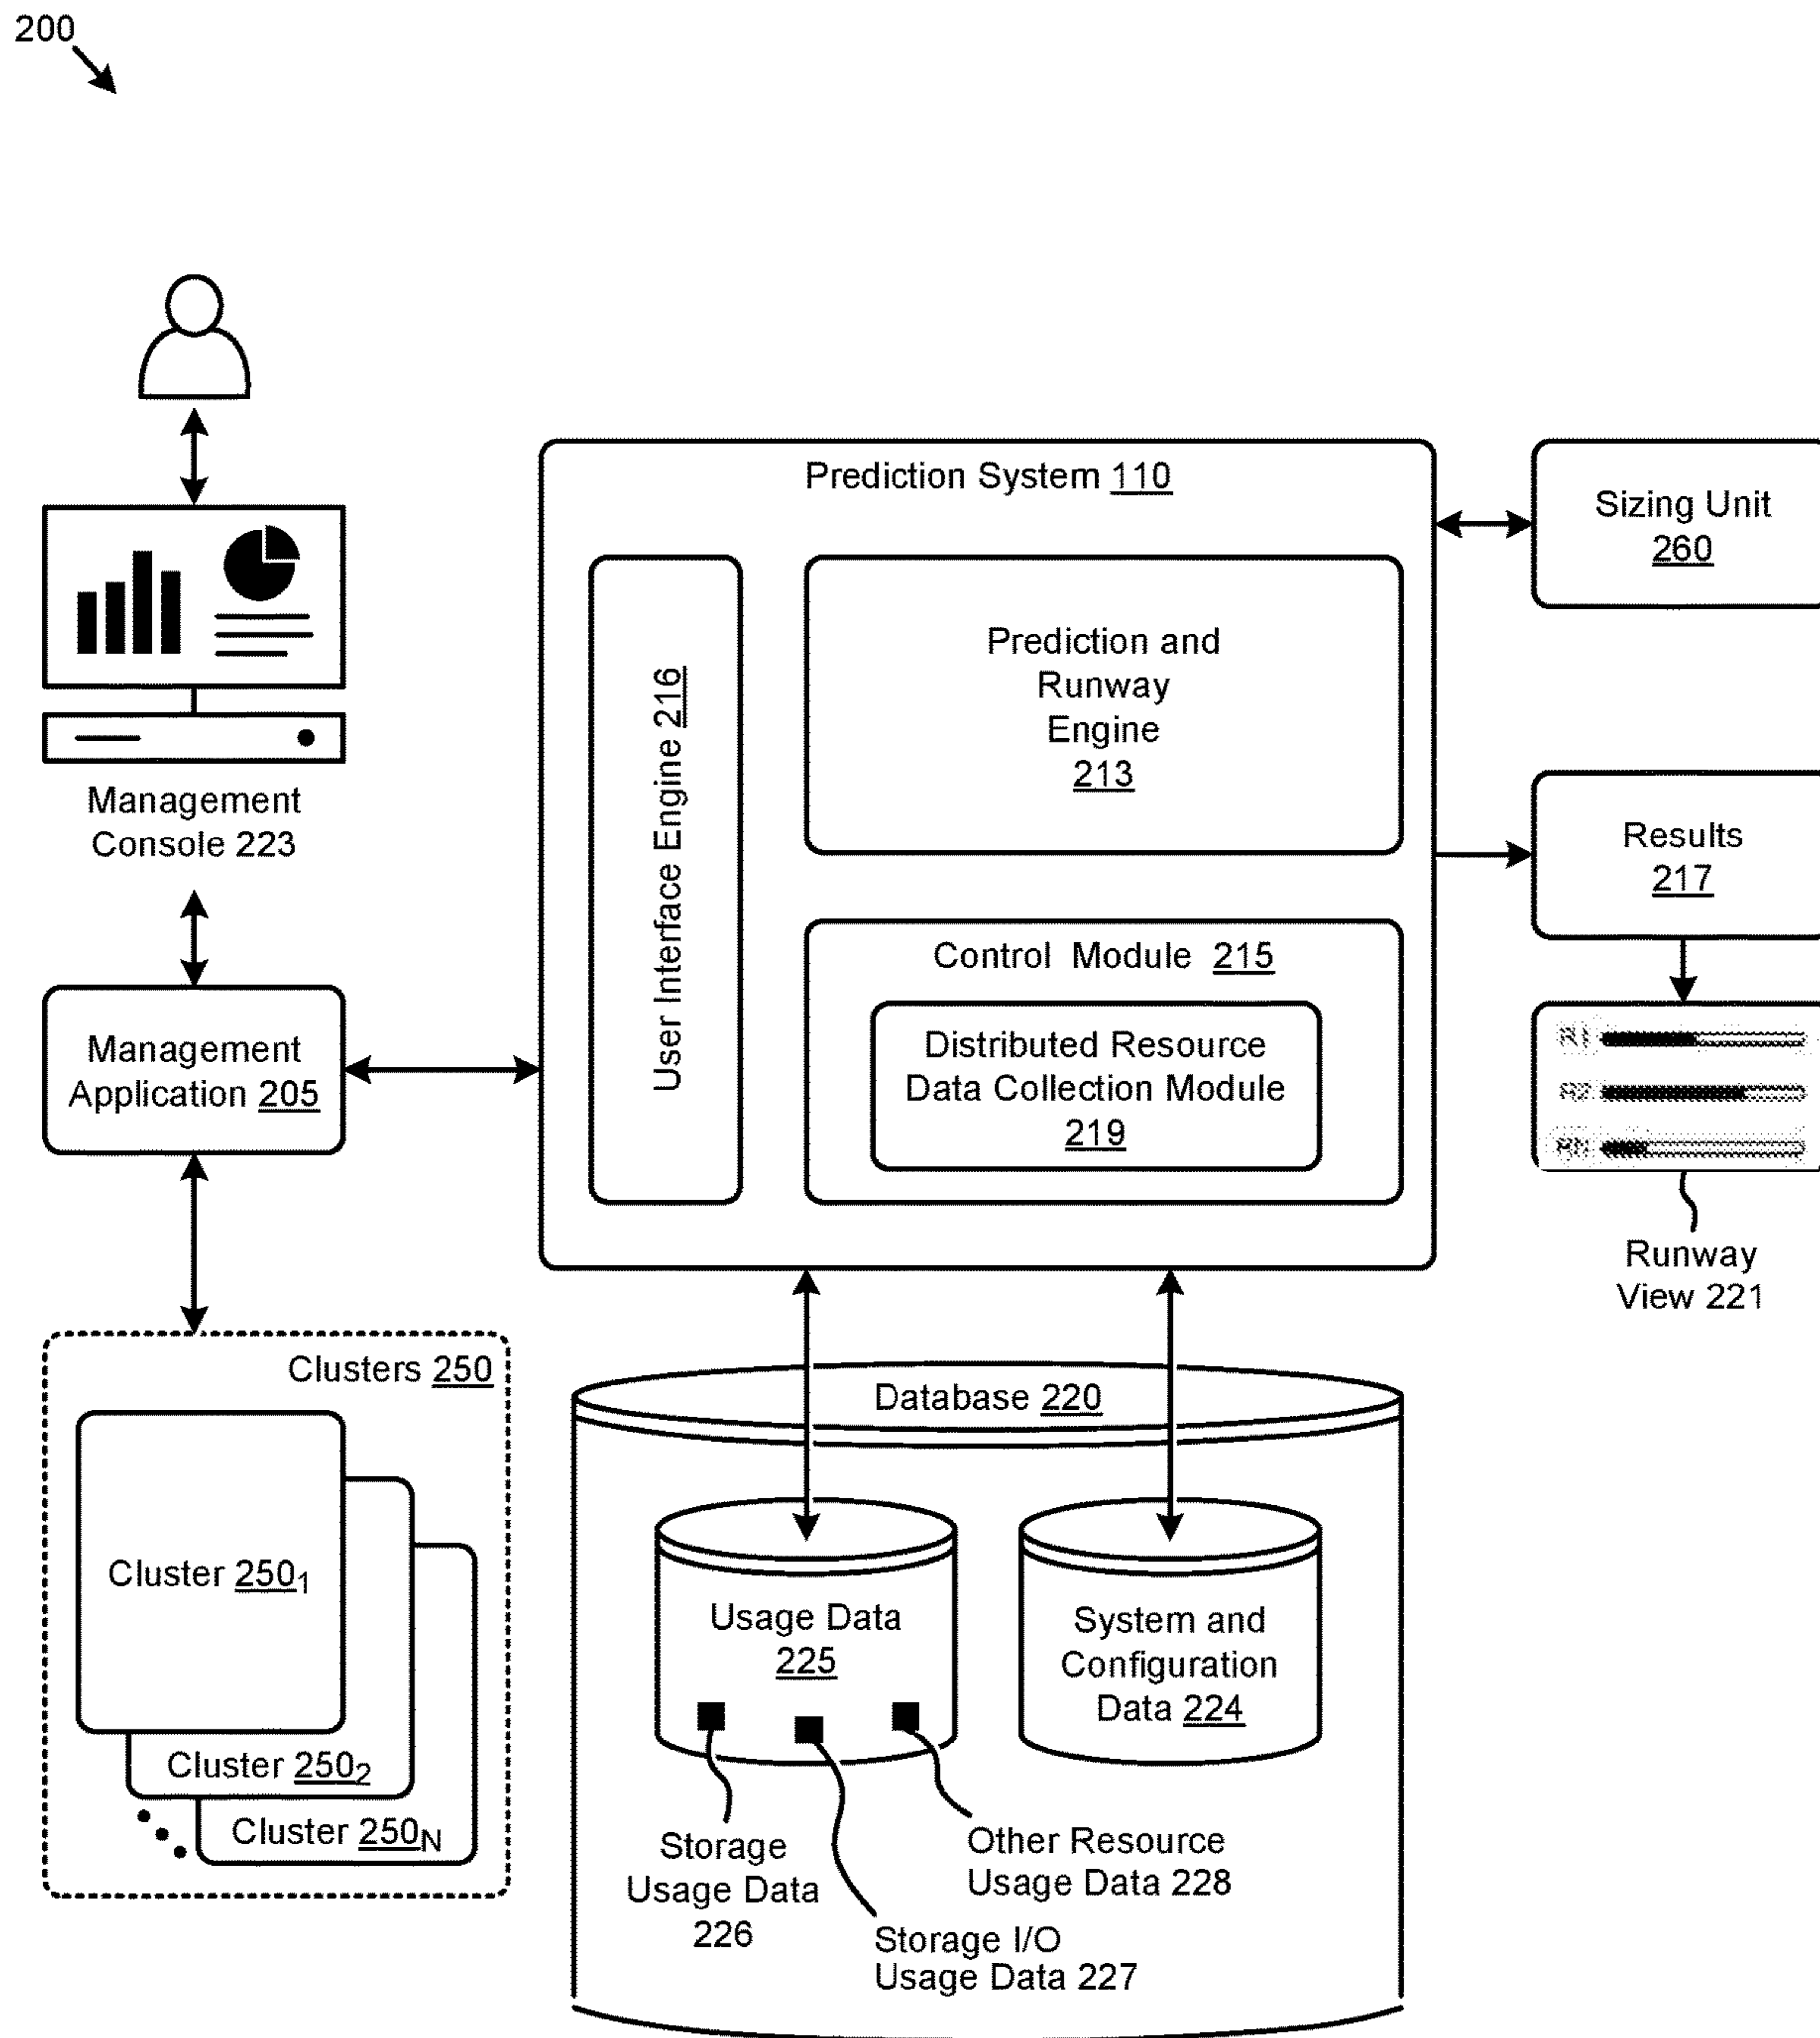 200
Prediction System 110
Sizing Unit
260
User Interface Engine 216
Prediction and
Runway
Engine
213
Management
Console 223
Results
217
Control Module 215
Distributed Resource
Data Collection Module
219
Management
Application 205
R1
R2
RN
Runway
View 221
Clusters 250
Cluster 250₁
Cluster 250₂
Cluster 250N
Database 220
Usage Data
225
System and
Configuration
Data 224
Storage
Usage Data
226
Storage I/O
Usage Data 227
Other Resource
Usage Data 228